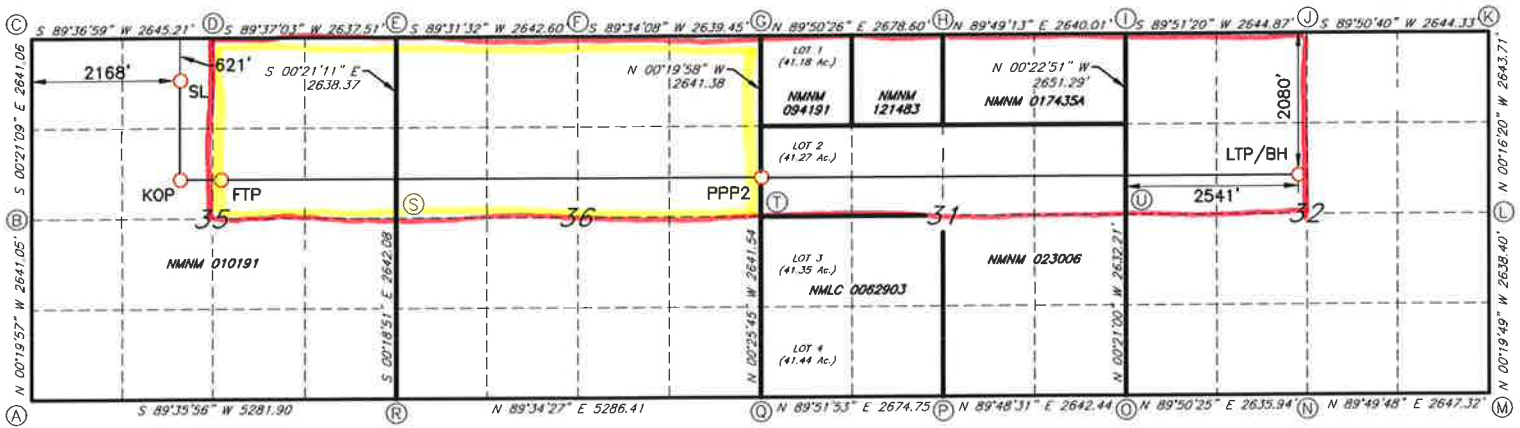 C D E F G H I J K
S 89°36'59" W 2645.21' S 89°37'03" W 2637.51' S 89°31'32" W 2642.60 S 89°34'08" W 2639.45' N 89°50'26" E 2678.60' N 89°49'13" E 2640.01' S 89°51'20" W 2644.87' S 89°50'40" W 2644.33'
S 00°21'09" E 2641.06
2168'
621'
SL
S 00°21'11" E
2638.37
N 00°19'58" W
2641.38
LOT 1
(41.18 Ac.)
NMNM
094191
NMNM
121483
N 00°22'51" W
2651.29'
NMNM 017435A
2080'
N 00°16'20" W 2643.71'
LOT 2
(41.27 Ac.)
LTP/BH
KOP
FTP
PPP2
2541'
B 35 S 36 T 31 U 32 L
NMNM 010191
N 00°19'57" W 2641.05'
S 00°18'51" E 2642.08
N 00°25'45" W 2641.54
LOT 3
(41.35 Ac.)
NMLC 0062903
NMNM 023006
N 00°21'00" W 2632.21'
N 00°19'49" W 2638.40'
LOT 4
(41.44 Ac.)
S 89°35'56" W 5281.90 N 89°34'27" E 5286.41 N 89°51'53" E 2674.75 N 89°48'31" E 2642.44 N 89°50'25" E 2635.94' N 89°49'48" E 2647.32'
A R Q P O N M